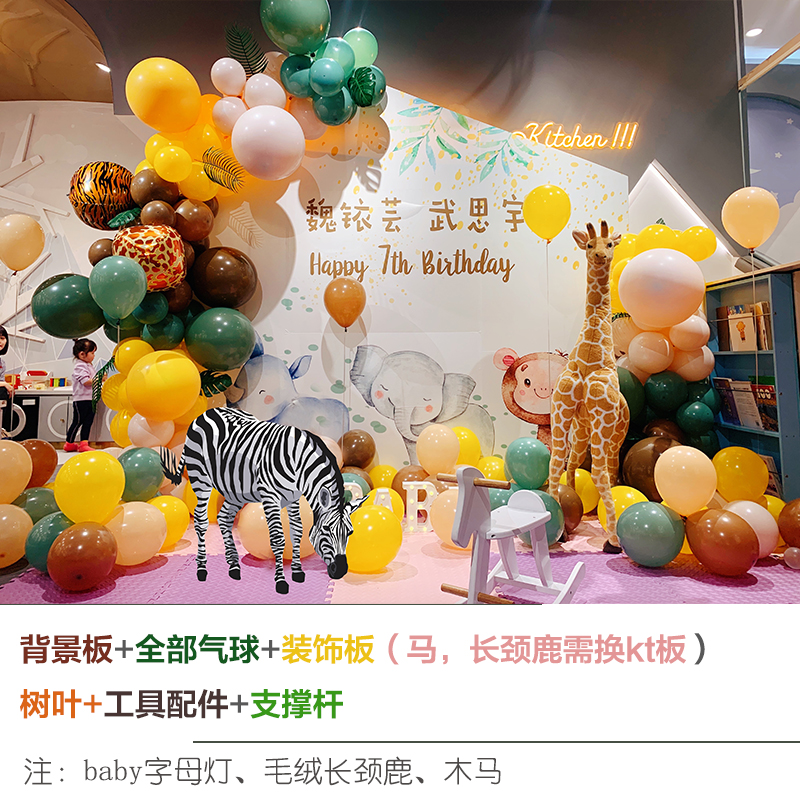 Kitchen III
魏铱芸 武思宇
Happy 7th Birthday
BAB
背景板+全部气球+装饰板（马，长颈鹿需换kt板）
树叶+工具配件+支撑杆
注：baby字母灯、毛绒长颈鹿、木马